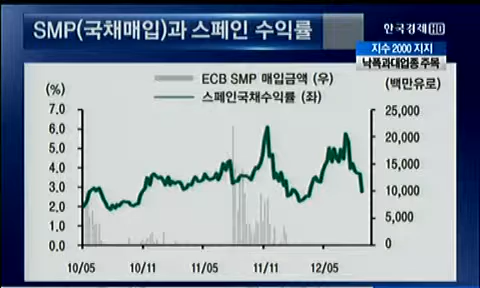 SMP(국채매입)과 스페인 수익률
한국경제 HD
지수 2000 지지
낙폭과대업종 주목
ECB SMP 매입금액 (우)
스페인국채수익률 (좌)
(%)
(백만유로)
7,0
6,0
5,0
4,0
3,0
2,0
1,0
0,0
25,000
20,000
15,000
10,000
5,000
0
10/05 10/11 11/05 11/11 12/05